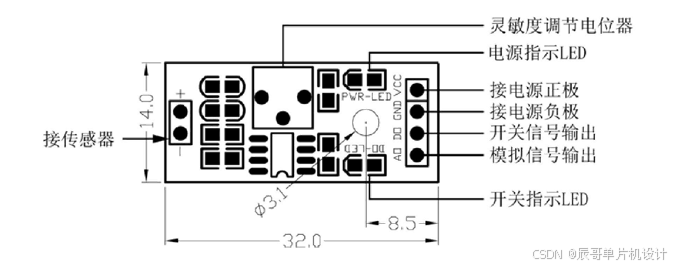 灵敏度调节电位器
电源指示LED
接电源正极
接电源负极
开关信号输出
模拟信号输出
开关指示LED
接传感器
14.0
+
-
PWR-LED
VCC
GND
DO
AO
DO-LED
Ø3.1
8.5
32.0
CSDN @辰哥单片机设计